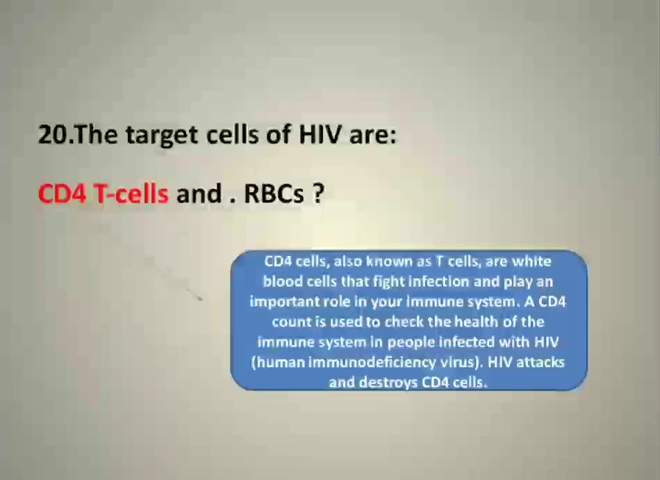 20.The target cells of HIV are:
CD4 T-cells and . RBCs ?
CD4 cells, also known as T cells, are white
blood cells that fight infection and play an
important role in your immune system. A CD4
count is used to check the health of the
immune system in people infected with HIV
(human immunodeficiency virus). HIV attacks
and destroys CD4 cells.